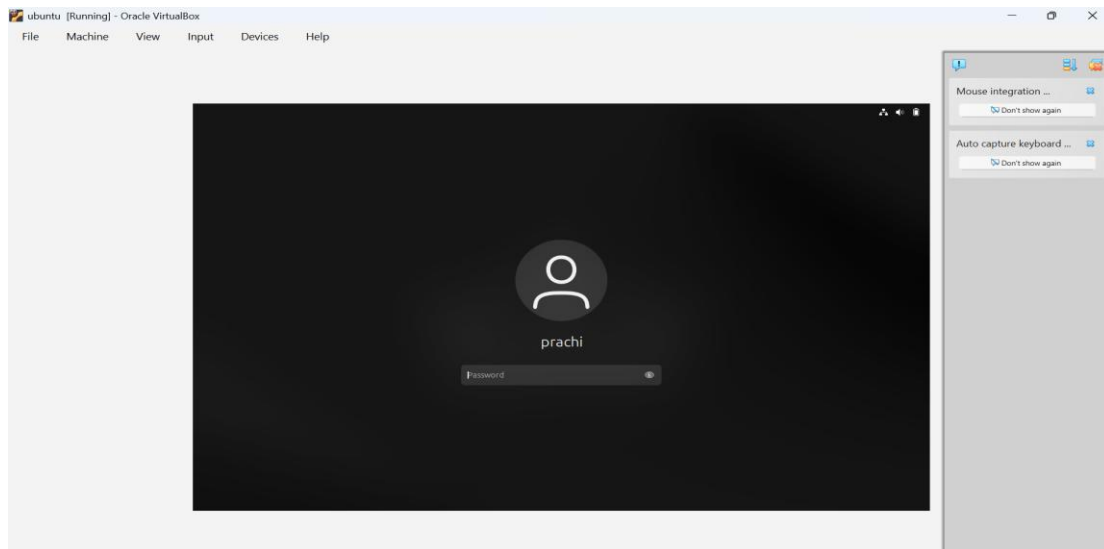 ubuntu [Running] - Oracle VirtualBox
File Machine View Input Devices Help
Mouse integration ...
Don't show again
Auto capture keyboard ...
Don't show again
prachi
Password